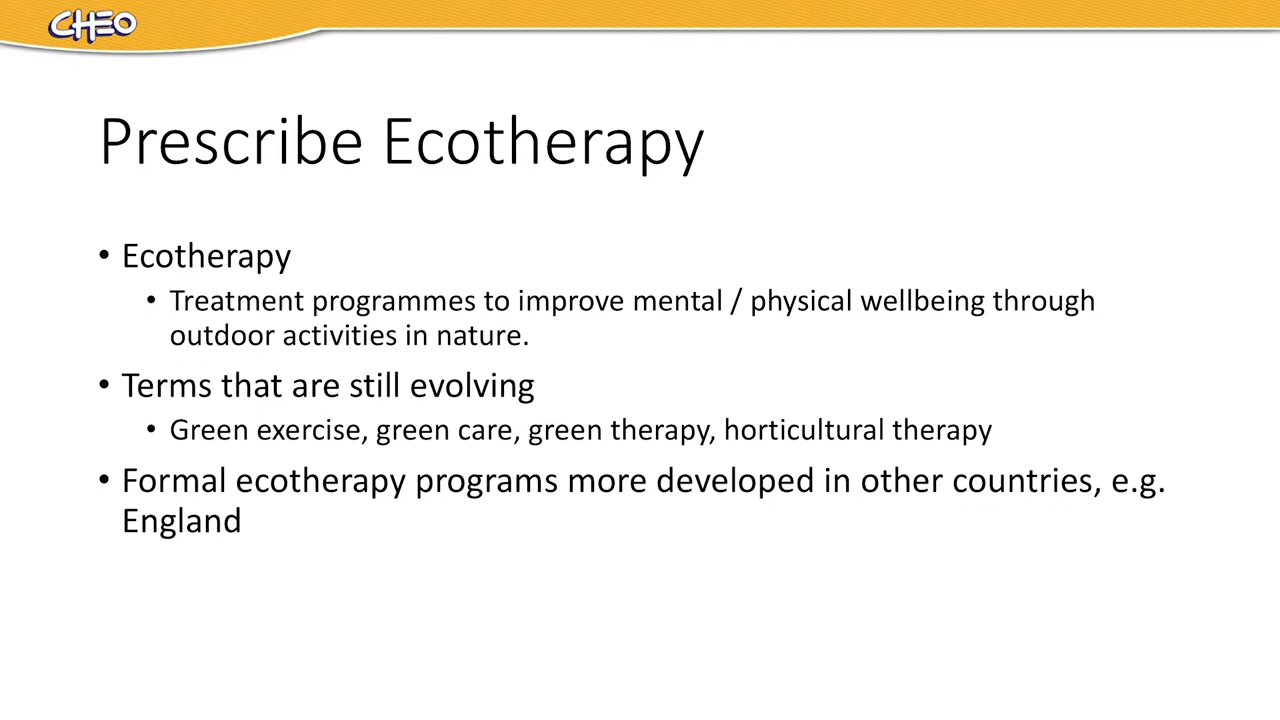 CHEO
Prescribe Ecotherapy
• Ecotherapy
• Treatment programmes to improve mental / physical wellbeing through
outdoor activities in nature.
• Terms that are still evolving
• Green exercise, green care, green therapy, horticultural therapy
• Formal ecotherapy programs more developed in other countries, e.g.
England